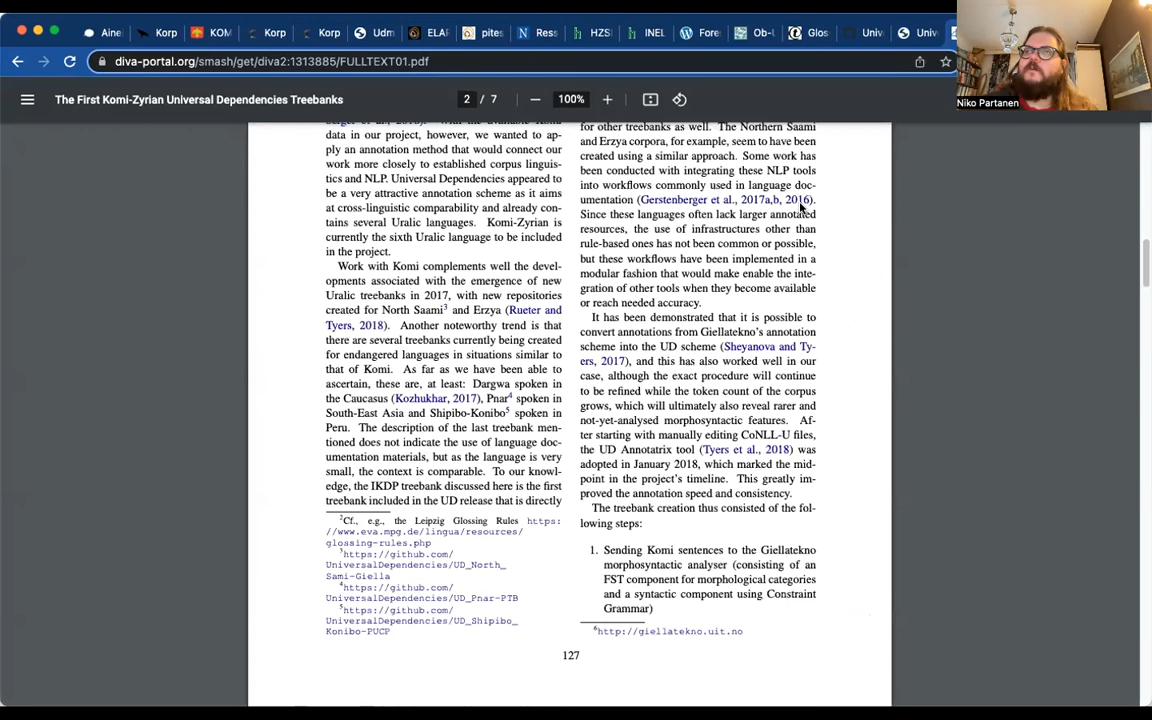 Aine
Korp
KOM
Korp
Korp
Udm
ELAR
pites
Ress
HZSI
INEL
Fore
Ob-U
Glos
Univ
Univ
diva-portal.org/smash/get/diva2:1313885/FULLTEXT01.pdf
The First Komi-Zyrian Universal Dependencies Treebanks
2 / 7
100%
Niko Partanen
data in our project, however, we wanted to ap-
ply an annotation method that would connect our
work more closely to established corpus linguis-
tics and NLP. Universal Dependencies appeared to
be a very attractive annotation scheme as it aims
at cross-linguistic comparability and already con-
tains several Uralic languages. Komi-Zyrian is
currently the sixth Uralic language to be included
in the project.
Work with Komi complements well the devel-
opments associated with the emergence of new
Uralic treebanks in 2017, with new repositories
created for North Saami3 and Erzya (Rueter and
Tyers, 2018). Another noteworthy trend is that
there are several treebanks currently being created
for endangered languages in situations similar to
that of Komi. As far as we have been able to
ascertain, these are, at least: Dargwa spoken in
the Caucasus (Kozhukhar, 2017), Pnar4 spoken in
South-East Asia and Shipibo-Konibo5 spoken in
Peru. The description of the last treebank men-
tioned does not indicate the use of language doc-
umentation materials, but as the language is very
small, the context is comparable. To our knowl-
edge, the IKDP treebank discussed here is the first
treebank included in the UD release that is directly
2Cf., e.g., the Leipzig Glossing Rules https:
//www.eva.mpg.de/lingua/resources/
glossing-rules.php
3https://github.com/
UniversalDependencies/UD_North_
Sami-Giella
4https://github.com/
UniversalDependencies/UD_Pnar-PTB
5https://github.com/
UniversalDependencies/UD_Shipibo_
Konibo-PUCP
for other treebanks as well. The Northern Saami
and Erzya corpora, for example, seem to have been
created using a similar approach. Some work has
been conducted with integrating these NLP tools
into workflows commonly used in language doc-
umentation (Gerstenberger et al., 2017a,b, 2016).
Since these languages often lack larger annotated
resources, the use of infrastructures other than
rule-based ones has not been common or possible,
but these workflows have been implemented in a
modular fashion that would make enable the inte-
gration of other tools when they become available
or reach needed accuracy.
It has been demonstrated that it is possible to
convert annotations from Giellatekno's annotation
scheme into the UD scheme (Sheyanova and Ty-
ers, 2017), and this has also worked well in our
case, although the exact procedure will continue
to be refined while the token count of the corpus
grows, which will ultimately also reveal rarer and
not-yet-analysed morphosyntactic features. Af-
ter starting with manually editing CoNLL-U files,
the UD Annotatrix tool (Tyers et al., 2018) was
adopted in January 2018, which marked the mid-
point in the project's timeline. This greatly im-
proved the annotation speed and consistency.
The treebank creation thus consisted of the fol-
lowing steps:
1. Sending Komi sentences to the Giellatekno
morphosyntactic analyser (consisting of an
FST component for morphological categories
and a syntactic component using Constraint
Grammar)
6http://giellatekno.uit.no
127